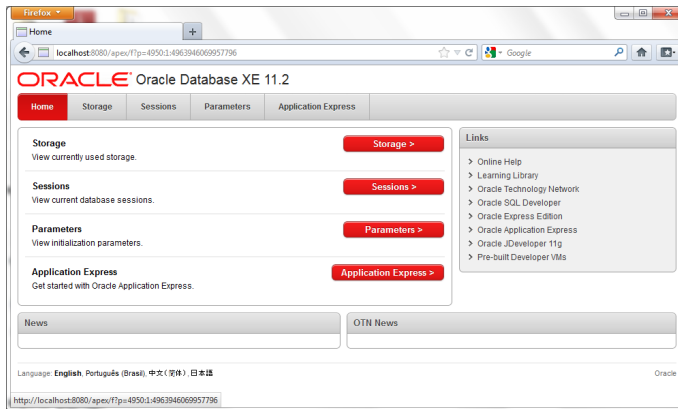 Firefox
Home
localhost:8080/apex/f?p=4950:1:4963946069957796
Google
ORACLE Oracle Database XE 11.2
Home Storage Sessions Parameters Application Express
Storage
View currently used storage.
Storage >
Sessions
View current database sessions.
Sessions >
Parameters
View initialization parameters.
Parameters >
Application Express
Get started with Oracle Application Express.
Application Express >
Links
> Online Help
> Learning Library
> Oracle Technology Network
> Oracle SQL Developer
> Oracle Express Edition
> Oracle Application Express
> Oracle JDeveloper 11g
> Pre-built Developer VMs
News
OTN News
Language: English, Português (Brasil), 中文(简体), 日本語
Oracle
http://localhost:8080/apex/f?p=4950:1:4963946069957796